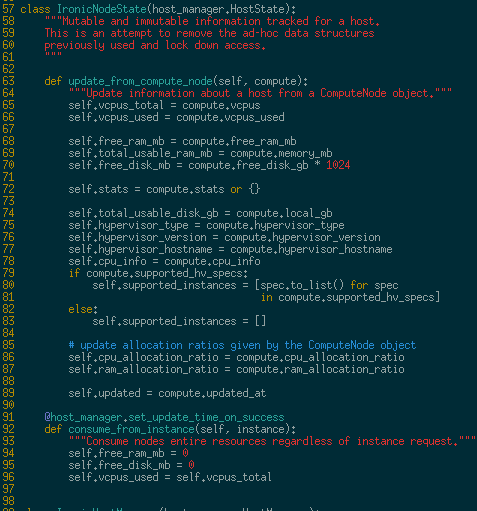 57 class IronicNodeState(host_manager.HostState):
58     """Mutable and immutable information tracked for a host.
59     This is an attempt to remove the ad-hoc data structures
60     previously used and lock down access.
61     """
62
63     def update_from_compute_node(self, compute):
64         """Update information about a host from a ComputeNode object."""
65         self.vcpus_total = compute.vcpus
66         self.vcpus_used = compute.vcpus_used
67
68         self.free_ram_mb = compute.free_ram_mb
69         self.total_usable_ram_mb = compute.memory_mb
70         self.free_disk_mb = compute.free_disk_gb * 1024
71
72         self.stats = compute.stats or {}
73
74         self.total_usable_disk_gb = compute.local_gb
75         self.hypervisor_type = compute.hypervisor_type
76         self.hypervisor_version = compute.hypervisor_version
77         self.hypervisor_hostname = compute.hypervisor_hostname
78         self.cpu_info = compute.cpu_info
79         if compute.supported_hv_specs:
80             self.supported_instances = [spec.to_list() for spec
81                                         in compute.supported_hv_specs]
82         else:
83             self.supported_instances = []
84
85         # update allocation ratios given by the ComputeNode object
86         self.cpu_allocation_ratio = compute.cpu_allocation_ratio
87         self.ram_allocation_ratio = compute.ram_allocation_ratio
88
89         self.updated = compute.updated_at
90
91     @host_manager.set_update_time_on_success
92     def consume_from_instance(self, instance):
93         """Consume nodes entire resources regardless of instance request."""
94         self.free_ram_mb = 0
95         self.free_disk_mb = 0
96         self.vcpus_used = self.vcpus_total
97
98